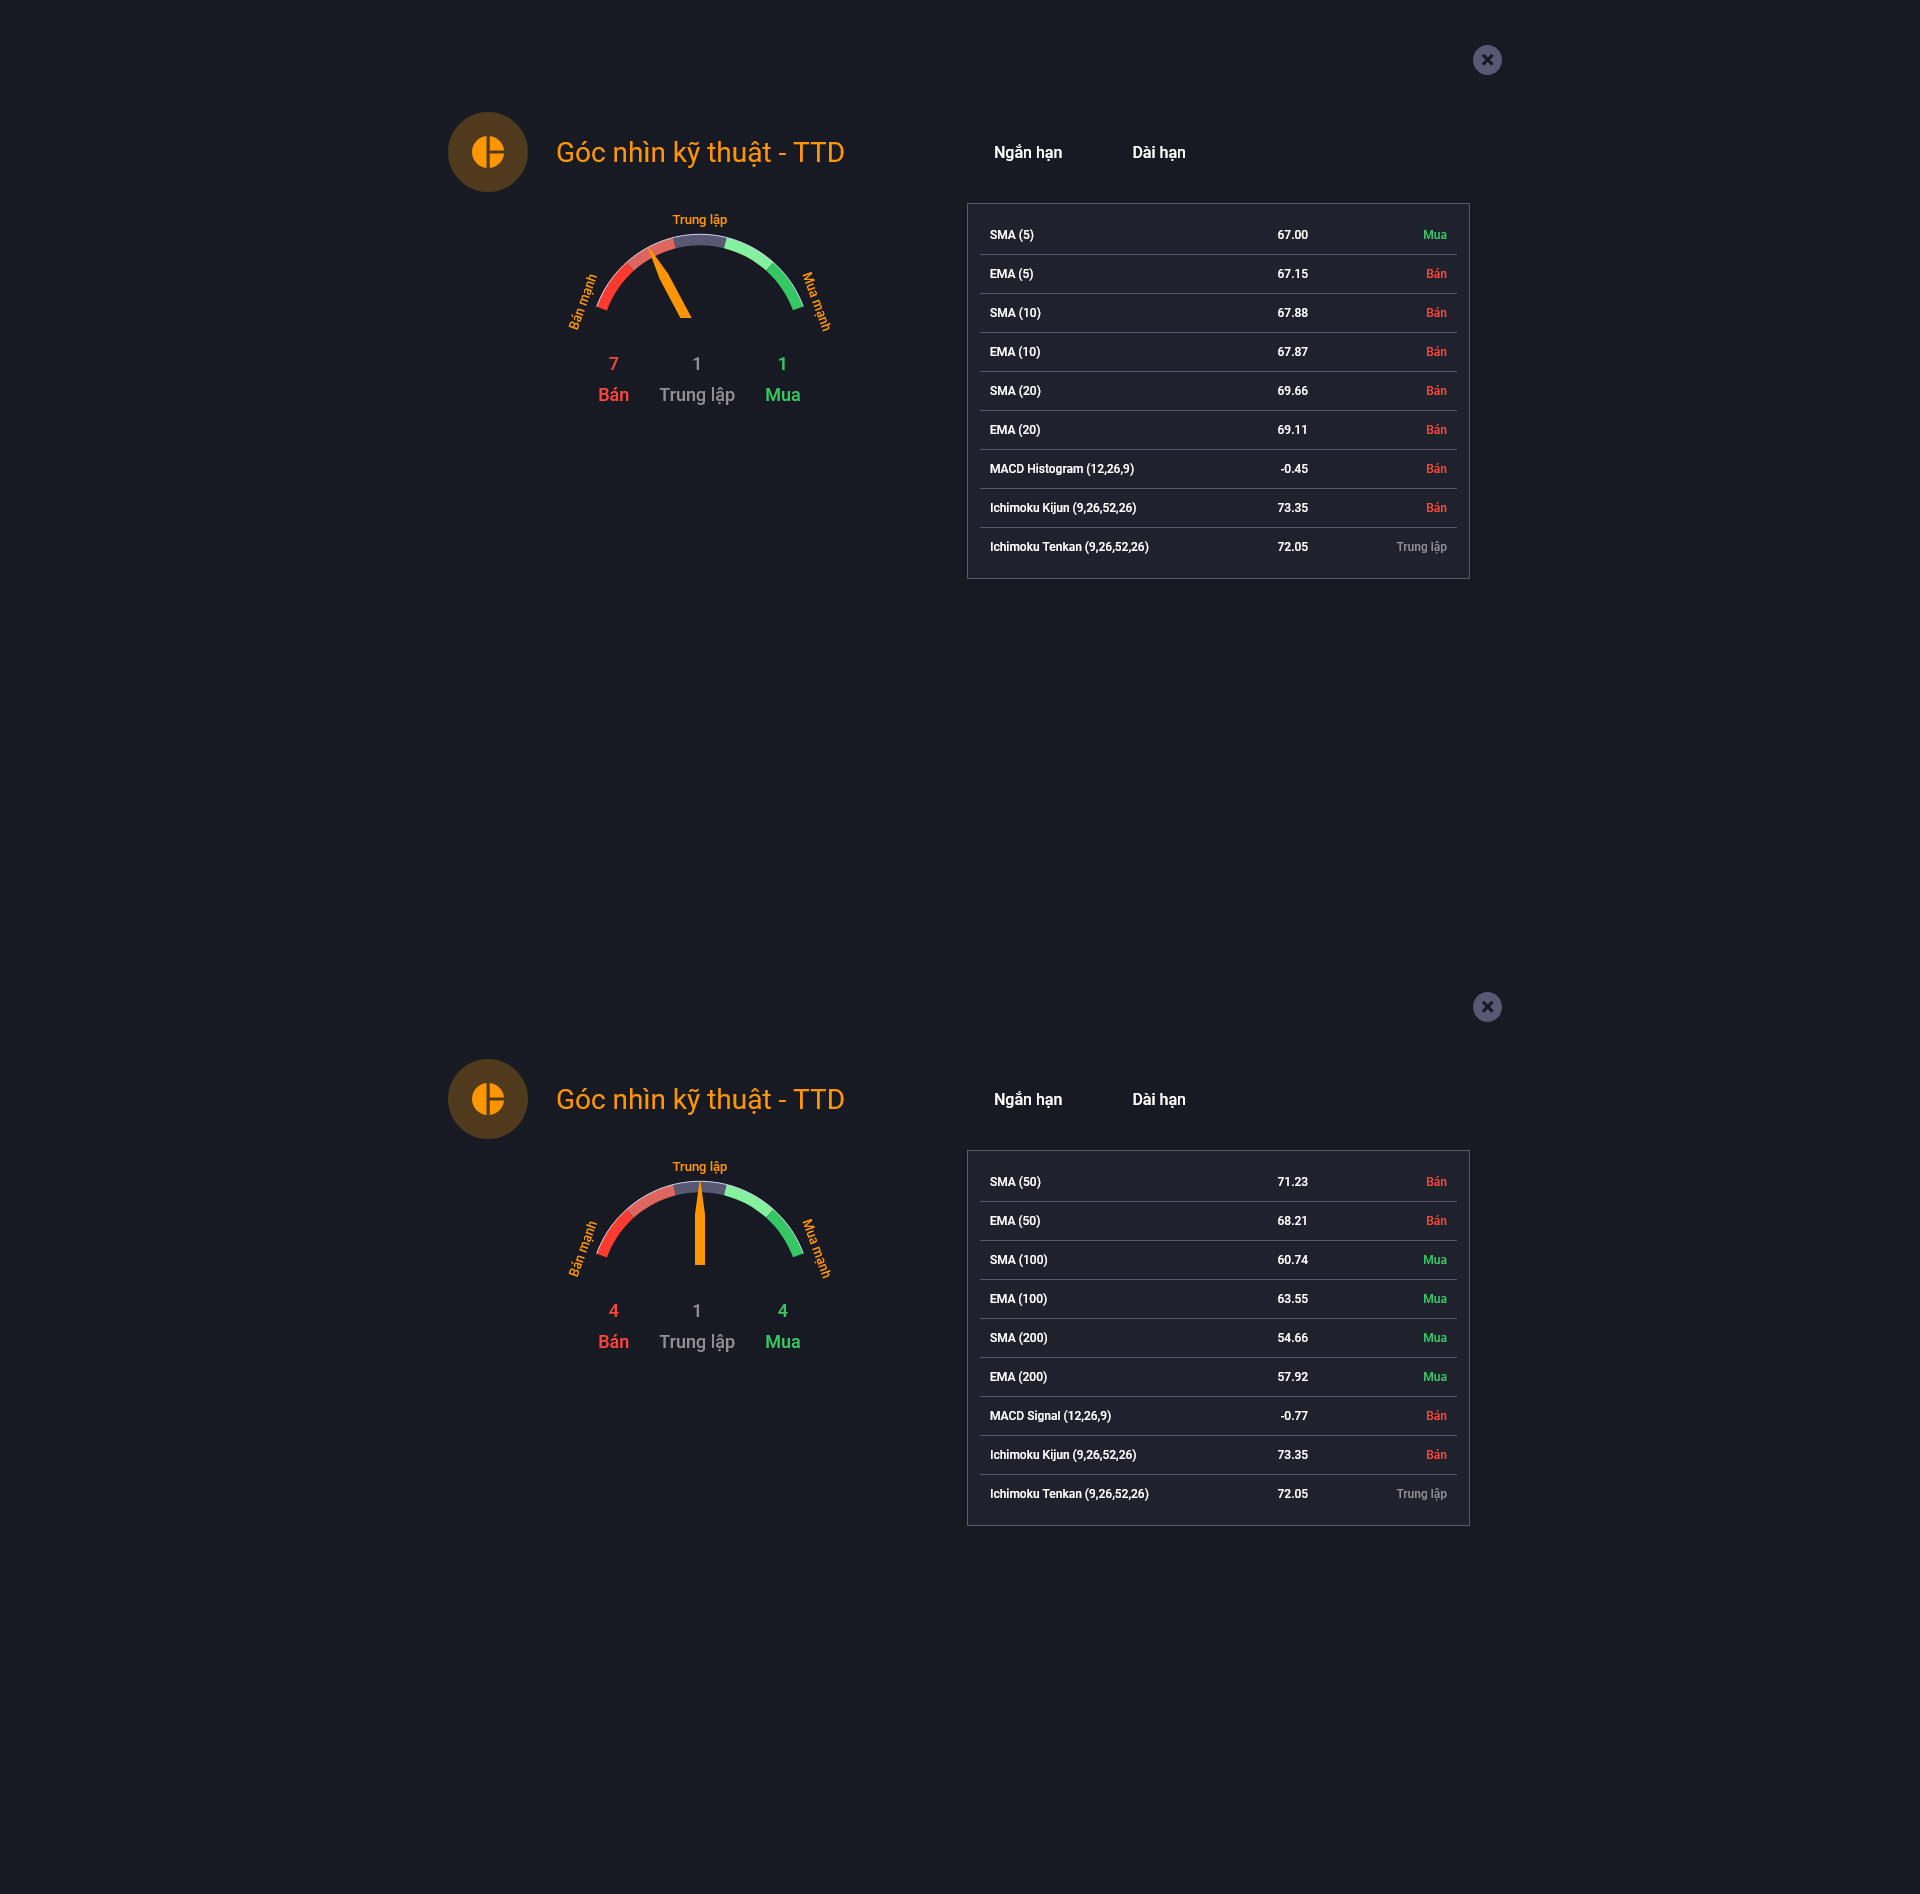 Góc nhìn kỹ thuật - TTD
Ngắn hạn Dài hạn
Trung lập
Bán mạnh
Mua mạnh
7 1 1
Bán Trung lập Mua
SMA (5) 67.00 Mua
EMA (5) 67.15 Bán
SMA (10) 67.88 Bán
EMA (10) 67.87 Bán
SMA (20) 69.66 Bán
EMA (20) 69.11 Bán
MACD Histogram (12,26,9) -0.45 Bán
Ichimoku Kijun (9,26,52,26) 73.35 Bán
Ichimoku Tenkan (9,26,52,26) 72.05 Trung lập
Góc nhìn kỹ thuật - TTD
Ngắn hạn Dài hạn
Trung lập
Bán mạnh
Mua mạnh
4 1 4
Bán Trung lập Mua
SMA (50) 71.23 Bán
EMA (50) 68.21 Bán
SMA (100) 60.74 Mua
EMA (100) 63.55 Mua
SMA (200) 54.66 Mua
EMA (200) 57.92 Mua
MACD Signal (12,26,9) -0.77 Bán
Ichimoku Kijun (9,26,52,26) 73.35 Bán
Ichimoku Tenkan (9,26,52,26) 72.05 Trung lập